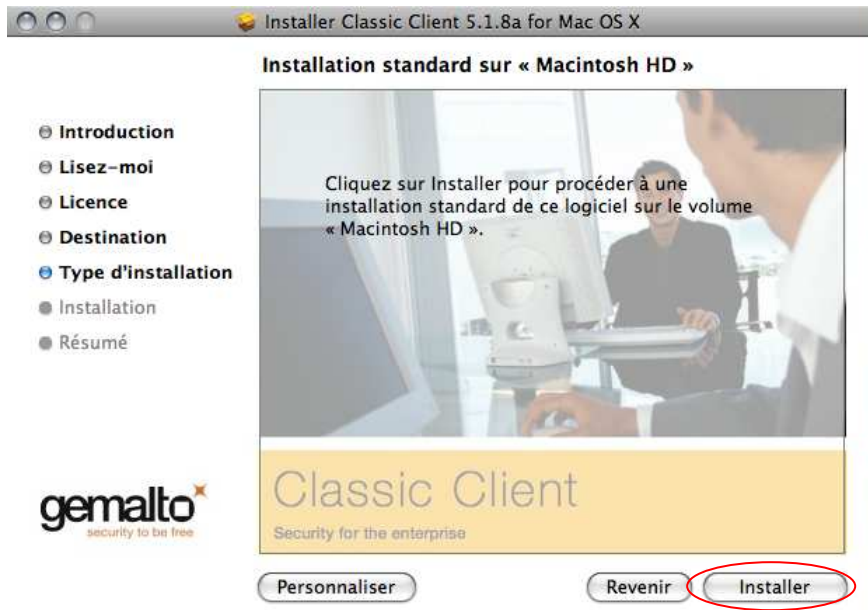 Installer Classic Client 5.1.8a for Mac OS X
Installation standard sur « Macintosh HD »
Introduction
Lisez-moi
Licence
Destination
Type d'installation
Installation
Résumé
Cliquez sur Installer pour procéder à une
installation standard de ce logiciel sur le volume
« Macintosh HD ».
gemalto
security to be free
Classic Client
Security for the enterprise
Personnaliser
Revenir
Installer